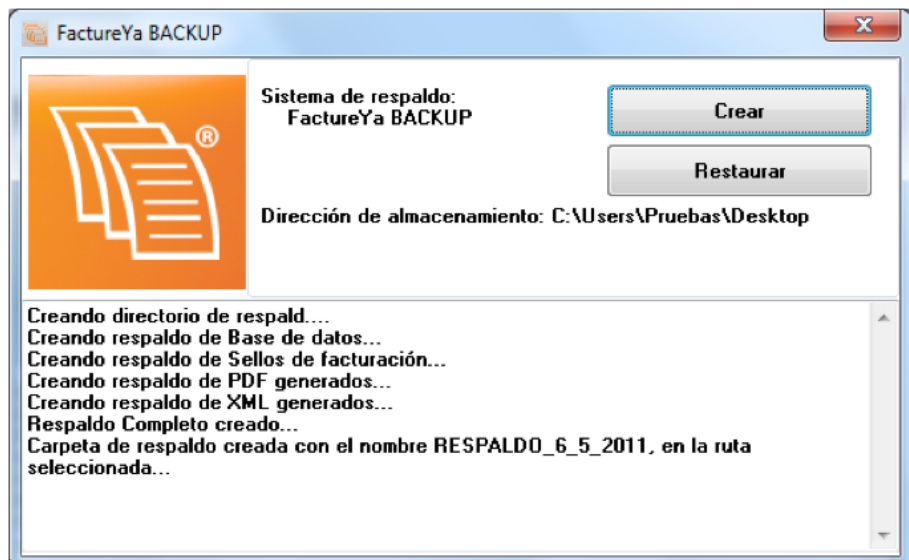 FactureYa BACKUP
Sistema de respaldo:
FactureYa BACKUP
Crear
Restaurar
Dirección de almacenamiento: C:\Users\Pruebas\Desktop
®
Creando directorio de respald....
Creando respaldo de Base de datos...
Creando respaldo de Sellos de facturación...
Creando respaldo de PDF generados...
Creando respaldo de XML generados...
Respaldo Completo creado...
Carpeta de respaldo creada con el nombre RESPALDO_6_5_2011, en la ruta
seleccionada...